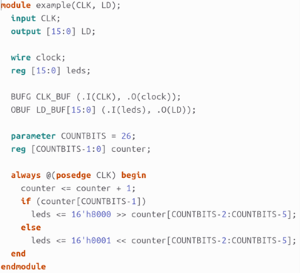 module example(CLK, LD);
input CLK;
output [15:0] LD;
wire clock;
reg [15:0] leds;
BUFG CLK_BUF (.I(CLK), .O(clock));
OBUF LD_BUF[15:0] (.I(leds), .O(LD));
parameter COUNTBITS = 26;
reg [COUNTBITS-1:0] counter;
always @(posedge CLK) begin
counter <= counter + 1;
if (counter[COUNTBITS-1])
leds <= 16'h8000 >> counter[COUNTBITS-2:COUNTBITS-5];
else
leds <= 16'h0001 << counter[COUNTBITS-2:COUNTBITS-5];
end
endmodule